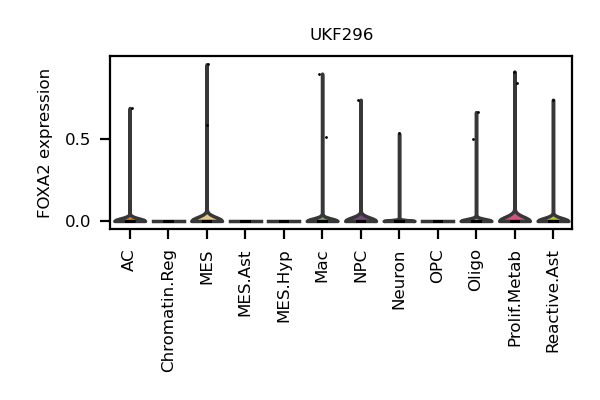 UKF296
FOXA2 expression
0.5
0.0
AC
Chromatin.Reg
MES
MES.Ast
MES.Hyp
Mac
NPC
Neuron
OPC
Oligo
Prolif.Metab
Reactive.Ast